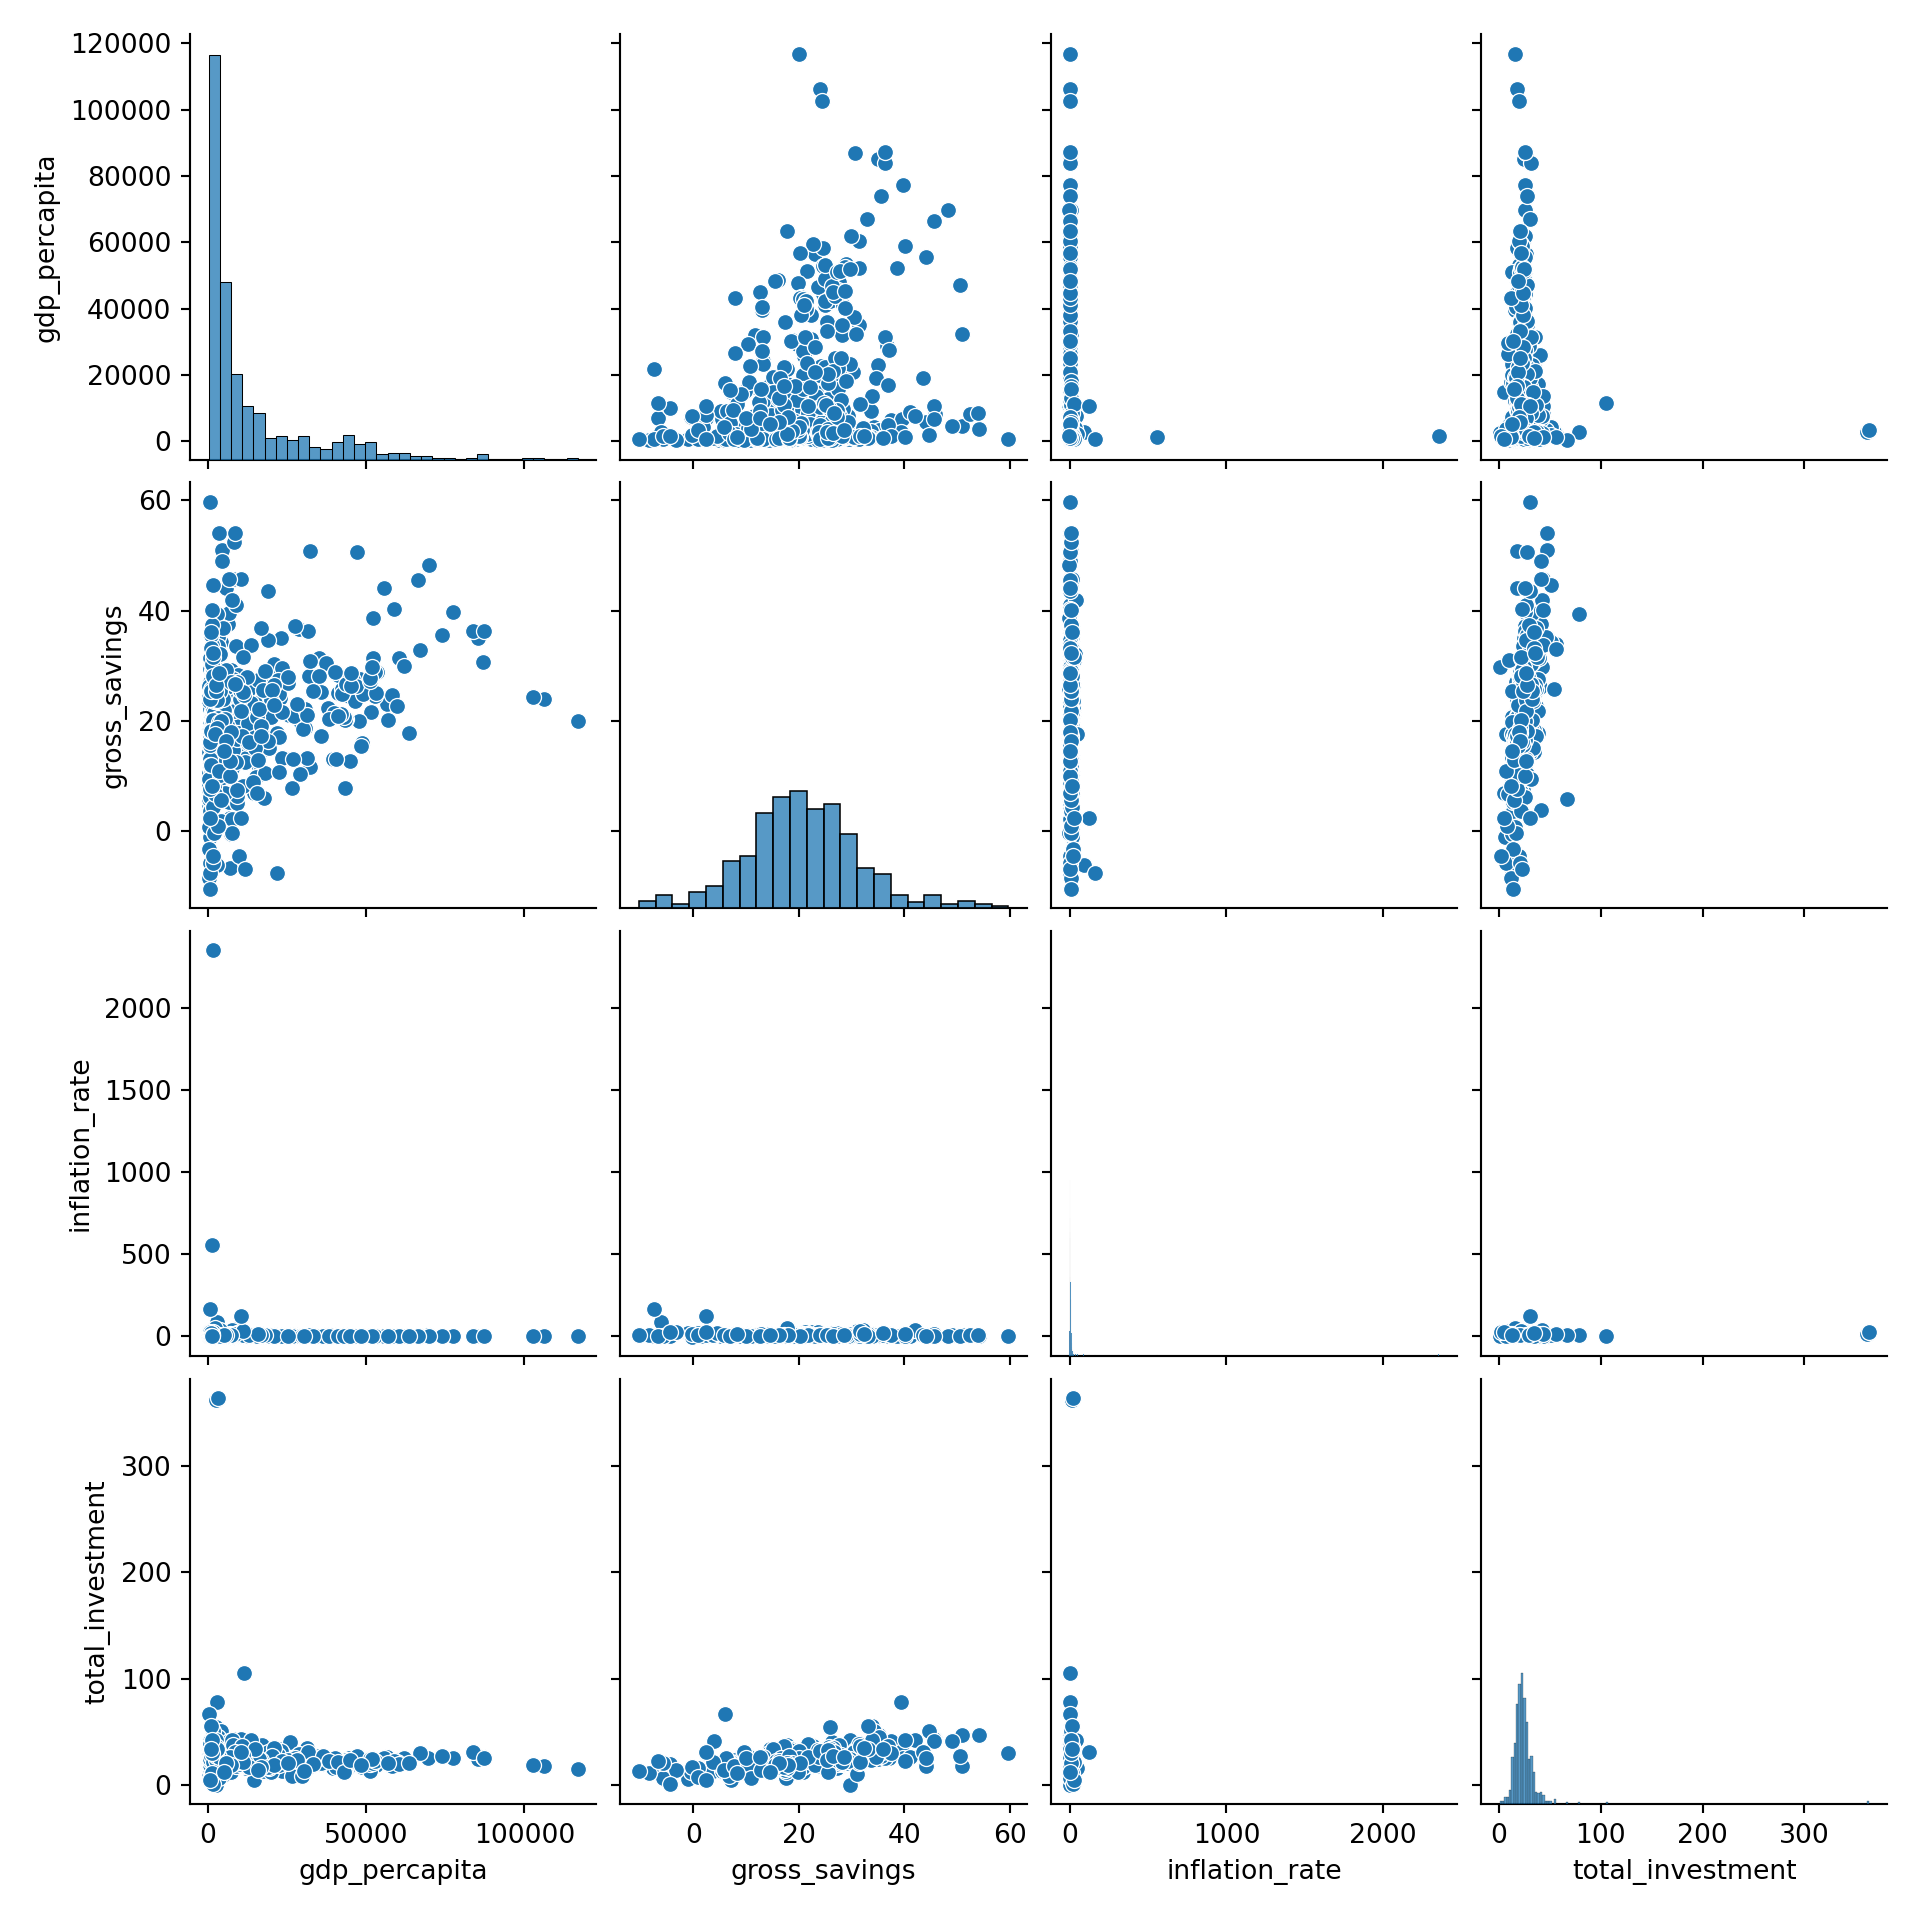 120000
100000
80000
60000
40000
20000
0
gdp_percapita
60
40
20
0
gross_savings
2000
1500
1000
500
0
inflation_rate
300
200
100
0
total_investment
0 50000 100000
gdp_percapita
0 20 40 60
gross_savings
0 1000 2000
inflation_rate
0 100 200 300
total_investment